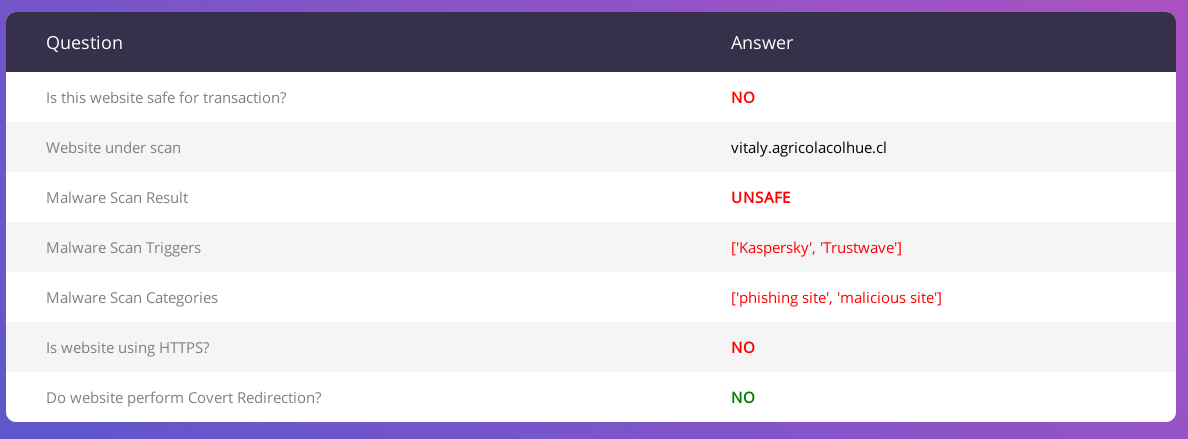 Question Answer
Is this website safe for transaction? NO
Website under scan vitaly.agricolacolhue.cl
Malware Scan Result UNSAFE
Malware Scan Triggers ['Kaspersky', 'Trustwave']
Malware Scan Categories ['phishing site', 'malicious site']
Is website using HTTPS? NO
Do website perform Covert Redirection? NO